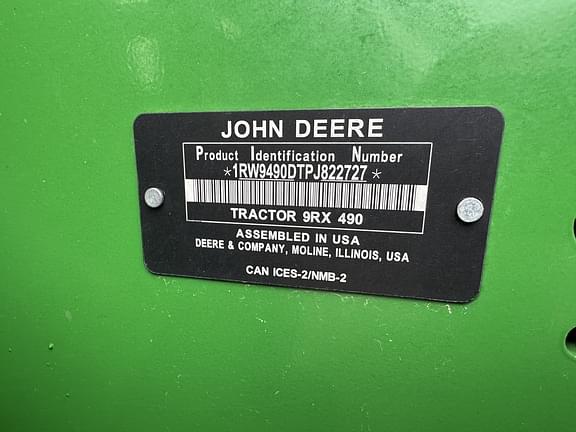 JOHN DEERE
Product Identification Number
*1RW9490DTPJ822727*
TRACTOR 9RX 490
ASSEMBLED IN USA
DEERE & COMPANY, MOLINE, ILLINOIS, USA
CAN ICES-2/NMB-2